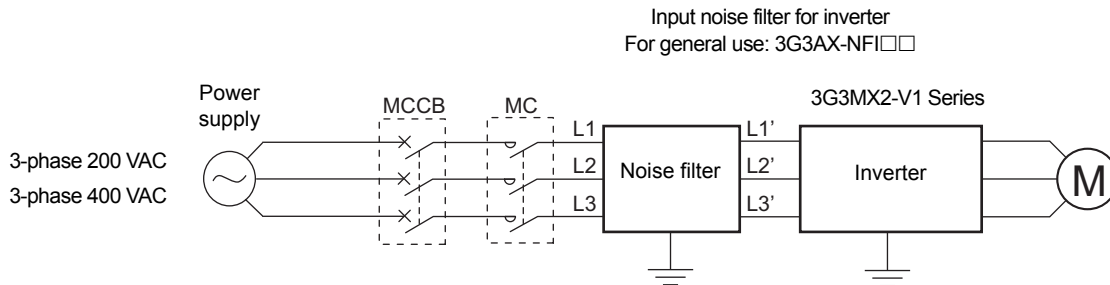 Input noise filter for inverter
For general use: 3G3AX-NFI□□
Power
supply
MCCB
MC
3G3MX2-V1 Series
3-phase 200 VAC
3-phase 400 VAC
L1
L2
L3
Noise filter
L1’
L2’
L3’
Inverter
M